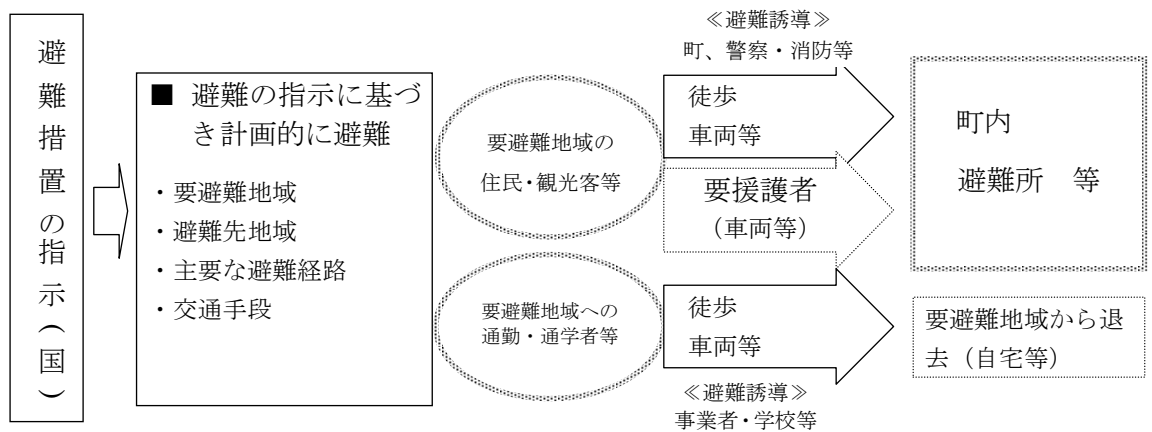 避難措置の指示(国)
■ 避難の指示に基づ
き計画的に避難
・要避難地域
・避難先地域
・主要な避難経路
・交通手段
要避難地域の
住民・観光客等
要避難地域への
通勤・通学者等
≪避難誘導≫
町、警察・消防等
徒歩
車両等
要援護者
（車両等）
徒歩
車両等
≪避難誘導≫
事業者・学校等
町内
避難所　等
要避難地域から退
去（自宅等）